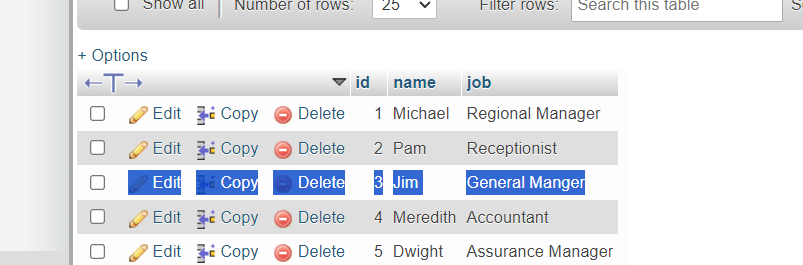 Show all Number of rows: 25 Filter rows: Search this table
+ Options
←T→ id name job
Edit Copy Delete 1 Michael Regional Manager
Edit Copy Delete 2 Pam Receptionist
Edit Copy Delete 3 Jim General Manger
Edit Copy Delete 4 Meredith Accountant
Edit Copy Delete 5 Dwight Assurance Manager